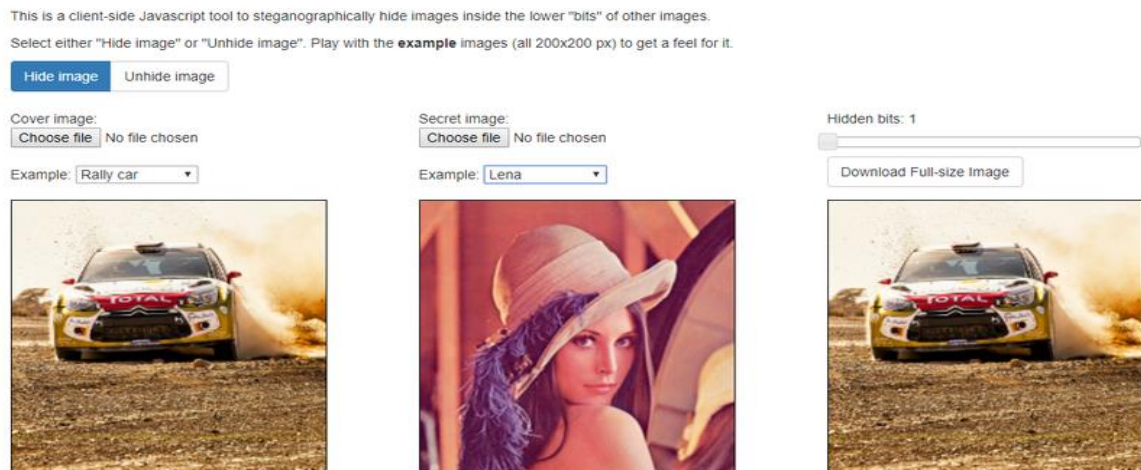 This is a client-side Javascript tool to steganographically hide images inside the lower "bits" of other images.
Select either "Hide image" or "Unhide image". Play with the example images (all 200x200 px) to get a feel for it.
Hide image Unhide image
Cover image: Secret image: Hidden bits: 1
Choose file No file chosen Choose file No file chosen
Example: Rally car Example: Lena Download Full-size Image
TOTAL TOTAL